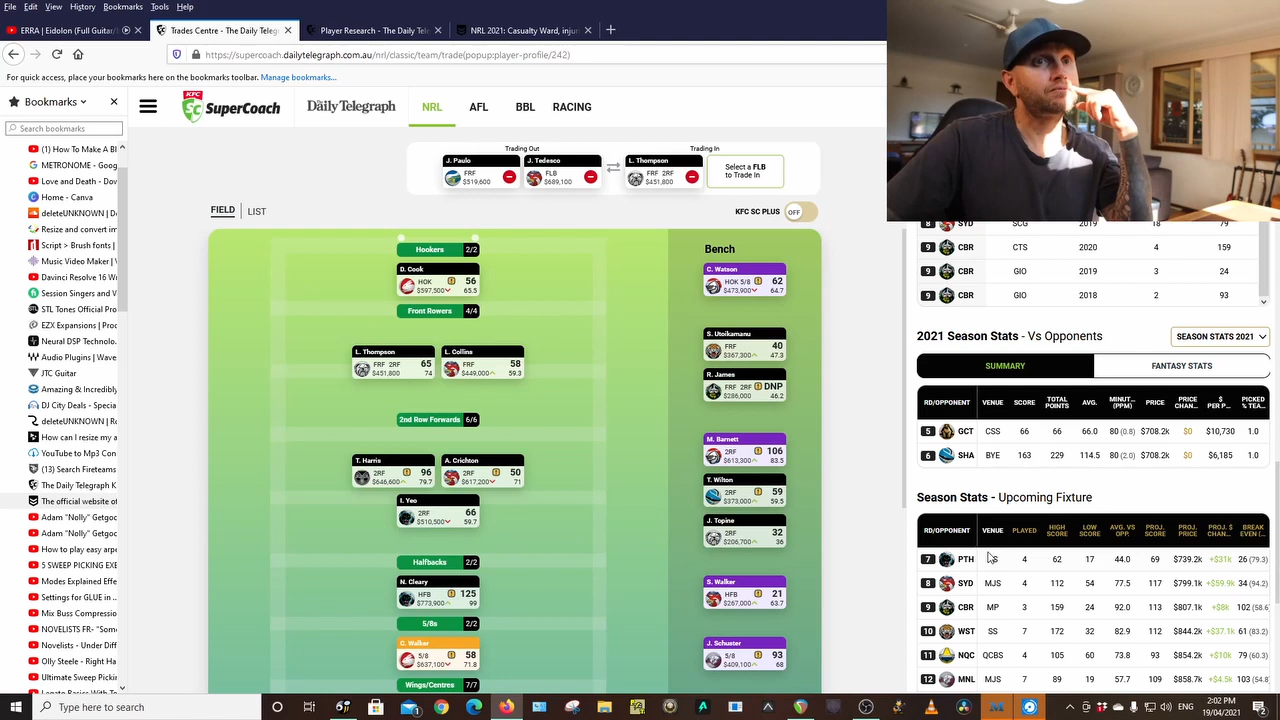 File Edit View History Bookmarks Tools Help
ERRA | Eidolon (Full Guitar/
Trades Centre - The Daily Teleg
Player Research - The Daily Tele
NRL 2021: Casualty Ward, injur
https://supercoach.dailytelegraph.com.au/nrl/classic/team/trade(popup:player-profile/242)
For quick access, place your bookmarks here on the bookmarks toolbar. Manage bookmarks...
Bookmarks
Search bookmarks
(1) How To Make A Bl
METRONOME - Goog
Love and Death - Dow
Home - Canva
deleteUNKNOWN | D
Resize and convert im
Script > Brush fonts |
Music Video Maker |
Davinci Resolve 16 W
Session Singers and V
STL Tones Official Pro
EZX Expansions | Proc
Neural DSP Technolo
Audio Plugins | Wave
JTC Guitar
Amazing & Incredibly
DJ City Deals - Special
deleteUNKNOWN | Ro
How can I resize my a
YouTube to Mp3 Conv
(13) Search Fireteams
The Daily Telegraph K
The official website of
Adam "Nolly" Getgoo
Adam "Nolly" Getgoo
How to play easy arpe
5 SWEEP PICKING EXE
Modes Explained Effe
Settings for GLUE in
Mix Buss Compressio
NOVELISTS FR- "Some
Novelists - Under Diff
Olly Steele - Right Ha
Ultimate Sweep Pickin
KFC SC SUPERCOACH
The Daily Telegraph
NRL AFL BBL RACING
Trading Out
Trading In
J. Paulo
FRF
$519,600
J. Tedesco
FLB
$689,100
L. Thompson
FRF 2RF
$451,800
Select a FLB
to Trade In
FIELD LIST
KFC SC PLUS OFF
Hookers 2/2
D. Cook
HOK 56
$597,500 65.5
Front Rowers 4/4
L. Thompson
FRF 2RF 65
$451,800 74
L. Collins
FRF 58
$449,000 59.3
2nd Row Forwards 6/6
T. Harris
2RF 96
$646,600 79.7
A. Crichton
2RF 50
$617,200 71
I. Yeo
2RF 66
$510,500 59.7
Halfbacks 2/2
N. Cleary
HFB 125
$773,900 99
5/8s 2/2
C. Walker
5/8 58
$637,100 71.8
Wings/Centres 7/7
Bench
C. Watson
HOK 5/8 62
$473,900 64.7
S. Utoikamanu
FRF 40
$367,300 47.3
R. James
FRF 2RF DNP
$286,000 46.2
M. Barnett
2RF 106
$613,300 83.5
T. Wilton
2RF 59
$373,000 59.5
J. Topine
2RF 32
$206,700 36
S. Walker
HFB 21
$267,000 63.7
J. Schuster
5/8 93
$409,100 68
8 SYD SCG 2019 18 79
9 CBR CTS 2020 4 159
9 CBR GIO 2019 3 24
9 CBR GIO 2018 2 93
2021 Season Stats - Vs Opponents
SEASON STATS 2021
SUMMARY FANTASY STATS
RD/OPPONENT VENUE SCORE TOTAL POINTS AVG. MINUT... (PPM) PRICE PRICE CHAN... $ PER P... PICKED % TEA...
5 GCT CSS 66 66 66.0 80 (0.8) $708.2k $0 $10,730 1.0
6 SHA BYE 163 229 114.5 80 (2.0) $708.2k $0 $6,185 1.0
Season Stats - Upcoming Fixture
RD/OPPONENT VENUE PLAYED HIGH SCORE LOW SCORE AVG. VS OPP. PROJ. SCORE PROJ. PRICE PROJ. $ CHAN... BREAK EVEN (...
7 PTH S 4 62 17 44.0 69 $739.2k +$31k 26 (79.3)
8 SYD MJS 4 112 54 77.5 117 $799.1k +$59.9k 34 (94.2)
9 CBR MP 3 159 24 92.0 113 $807.1k +$8k 102 (58.6)
10 WST SS 7 172 32 82.9 112 $844.2k +$37.1k 61 (83.2)
11 NQC QCBS 4 105 60 73.8 93 $854.2k +$10k 79 (60.3)
12 MNL MJS 7 89 19 57.7 109 $858.7k +$4.5k 103 (54.8)
Type here to search
2:02 PM
19/04/2021